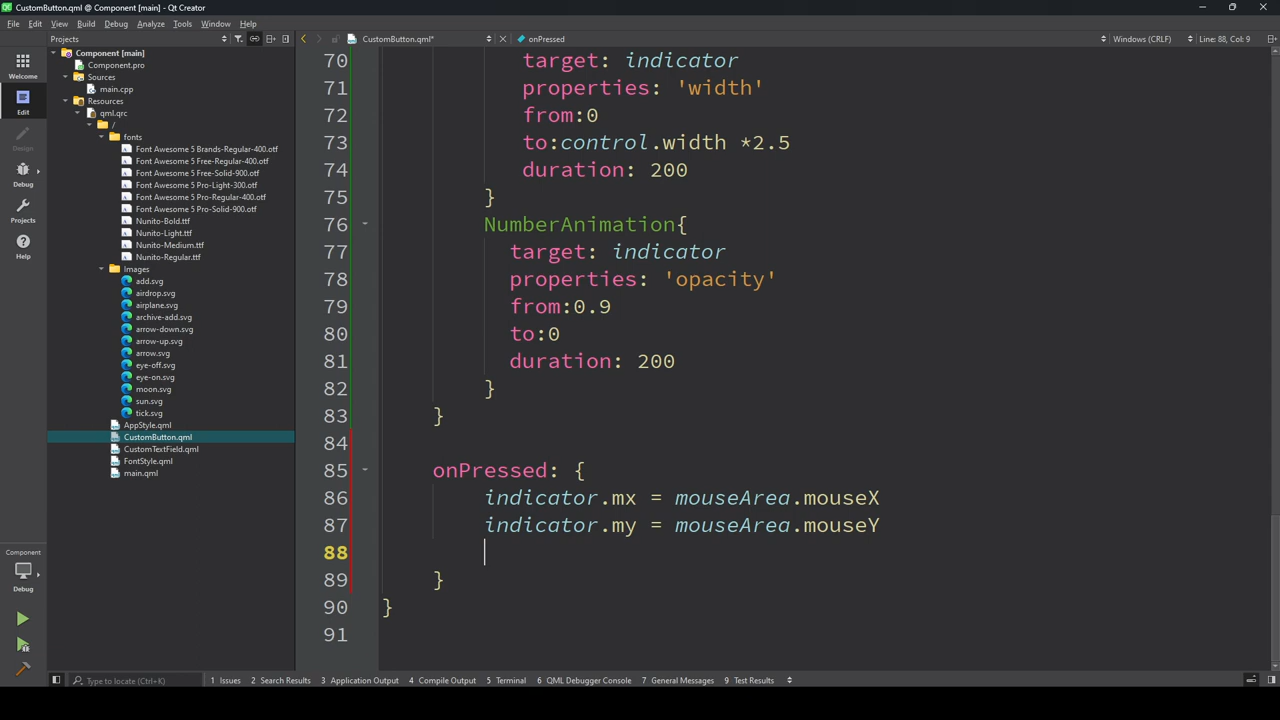 CustomButton.qml @ Component [main] - Qt Creator
File Edit View Build Debug Analyze Tools Window Help
Projects
CustomButton.qml*
onPressed
Windows (CRLF)
Line: 88, Col: 9
Welcome
Edit
Design
Debug
Projects
Help
Component
Debug
Component [main]
Component.pro
Sources
main.cpp
Resources
qml.qrc
/
fonts
Font Awesome 5 Brands-Regular-400.otf
Font Awesome 5 Free-Regular-400.otf
Font Awesome 5 Free-Solid-900.otf
Font Awesome 5 Pro-Light-300.otf
Font Awesome 5 Pro-Regular-400.otf
Font Awesome 5 Pro-Solid-900.otf
Nunito-Bold.ttf
Nunito-Light.ttf
Nunito-Medium.ttf
Nunito-Regular.ttf
Images
add.svg
airdrop.svg
airplane.svg
archive-add.svg
arrow-down.svg
arrow-up.svg
arrow.svg
eye-off.svg
eye-on.svg
moon.svg
sun.svg
tick.svg
AppStyle.qml
CustomButton.qml
CustomTextField.qml
FontStyle.qml
main.qml
70 target: indicator
71 properties: 'width'
72 from:0
73 to:control.width *2.5
74 duration: 200
75 }
76 NumberAnimation{
77 target: indicator
78 properties: 'opacity'
79 from:0.9
80 to:0
81 duration: 200
82 }
83 }
84
85 onPressed: {
86 indicator.mx = mouseArea.mouseX
87 indicator.my = mouseArea.mouseY
88
89 }
90 }
91
Type to locate (Ctrl+K)
1 Issues 2 Search Results 3 Application Output 4 Compile Output 5 Terminal 6 QML Debugger Console 7 General Messages 9 Test Results